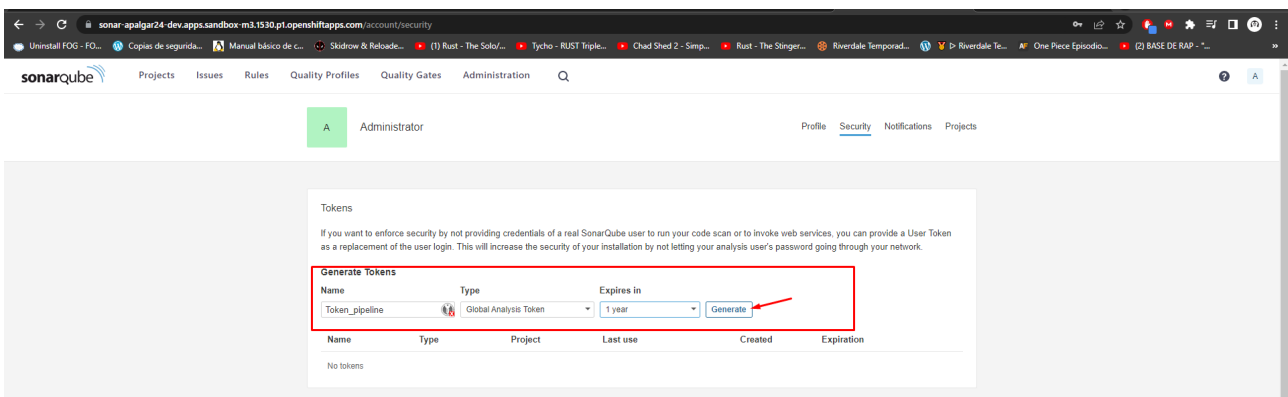 sonar-apalgar24-dev.apps.sandbox-m3.1530.p1.openshiftapps.com/account/security
Uninstall FOG - FO... Copias de segurida... Manual básico de c... Skidrow & Reloade... (1) Rust - The Solo/... Tycho - RUST Triple... Chad Shed 2 - Simp... Rust - The Stinger... Riverdale Temporad... ▷ Riverdale Te... AF One Piece Episodio... (2) BASE DE RAP - "... »
sonarqube Projects Issues Rules Quality Profiles Quality Gates Administration ? A
A Administrator Profile Security Notifications Projects
Tokens
If you want to enforce security by not providing credentials of a real SonarQube user to run your code scan or to invoke web services, you can provide a User Token
as a replacement of the user login. This will increase the security of your installation by not letting your analysis user's password going through your network.
Generate Tokens
Name Type Expires in
Token_pipeline Global Analysis Token 1 year Generate
Name Type Project Last use Created Expiration
No tokens